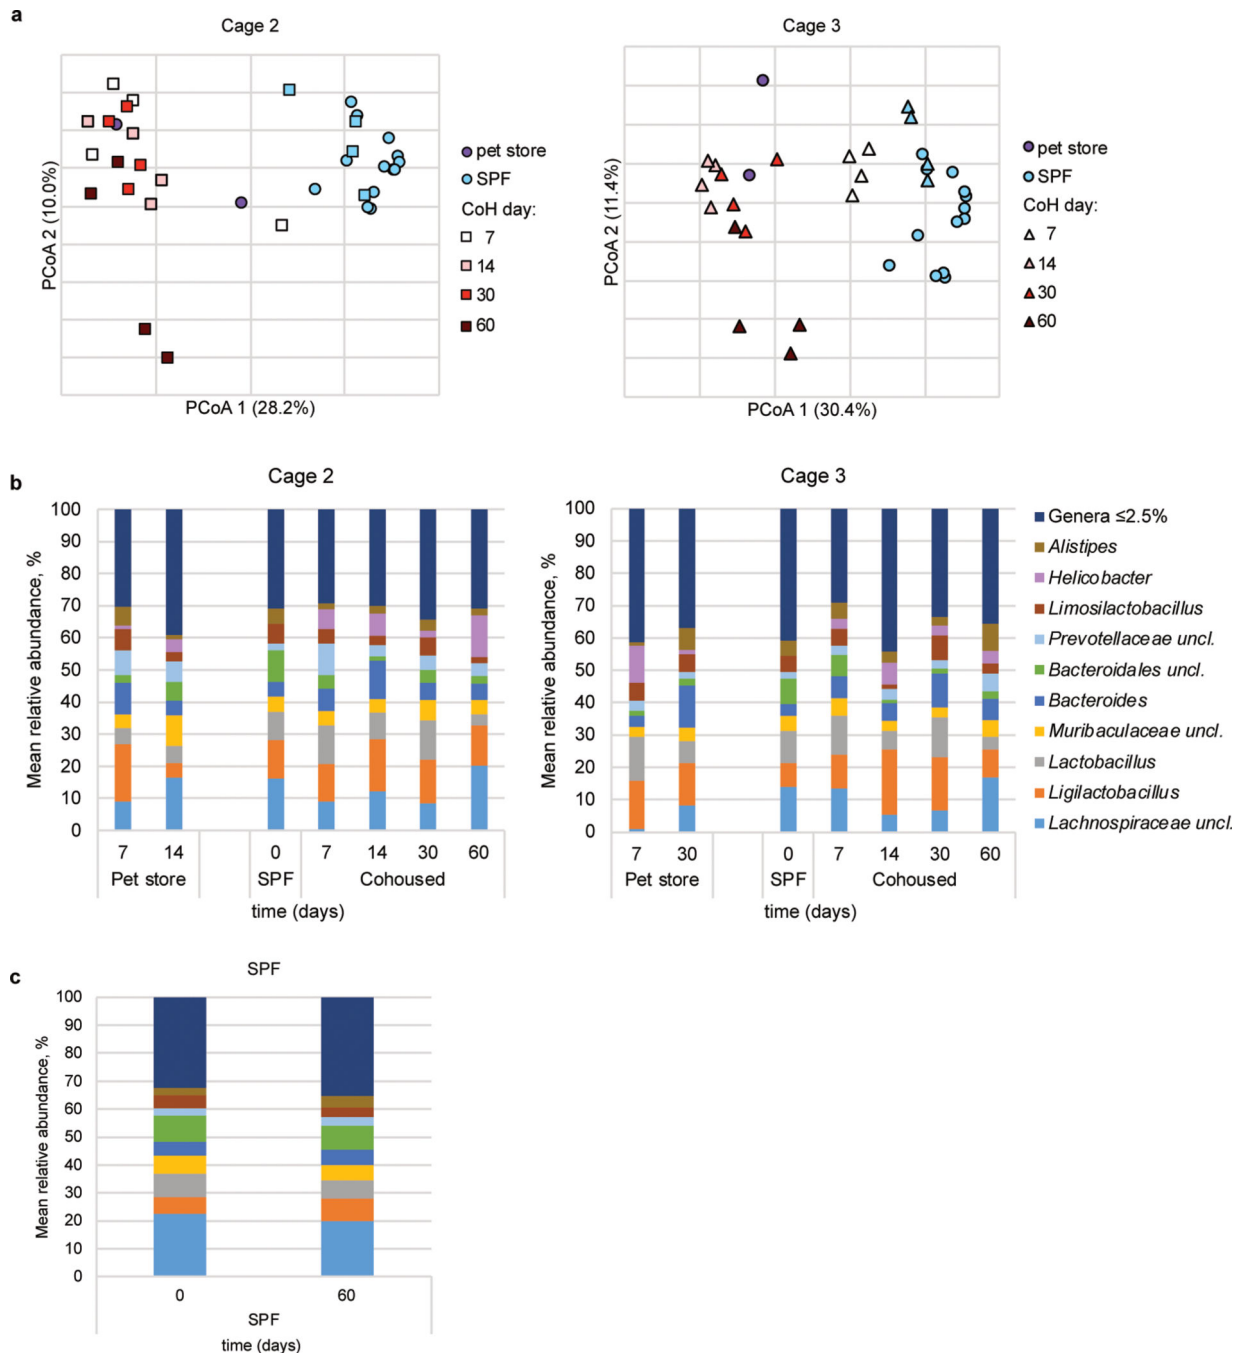 a
Cage 2
PCoA 2 (10.0%)
PCoA 1 (28.2%)
pet store
SPF
CoH day:
7
14
30
60
Cage 3
PCoA 2 (11.4%)
PCoA 1 (30.4%)
pet store
SPF
CoH day:
7
14
30
60
b
Cage 2
Mean relative abundance, %
100
90
80
70
60
50
40
30
20
10
0
7 14 0 7 14 30 60
Pet store SPF Cohoused
time (days)
Cage 3
Mean relative abundance, %
100
90
80
70
60
50
40
30
20
10
0
7 30 0 7 14 30 60
Pet store SPF Cohoused
time (days)
Genera ≤2.5%
Alistipes
Helicobacter
Limosilactobacillus
Prevotellaceae uncl.
Bacteroidales uncl.
Bacteroides
Muribaculaceae uncl.
Lactobacillus
Ligilactobacillus
Lachnospiraceae uncl.
c
SPF
Mean relative abundance, %
100
90
80
70
60
50
40
30
20
10
0
0 60
SPF
time (days)